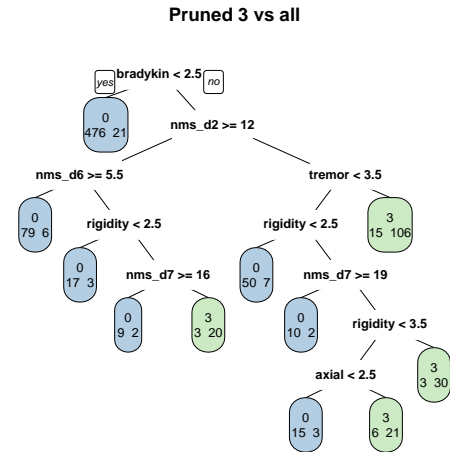 Pruned 3 vs all
yes bradykin < 2.5 no
0
476 21
nms_d2 >= 12
nms_d6 >= 5.5
tremor < 3.5
0
79 6
rigidity < 2.5
rigidity < 2.5
3
15 106
0
17 3
nms_d7 >= 16
0
50 7
nms_d7 >= 19
0
9 2
3
3 20
0
10 2
rigidity < 3.5
axial < 2.5
3
3 30
0
15 3
3
6 21